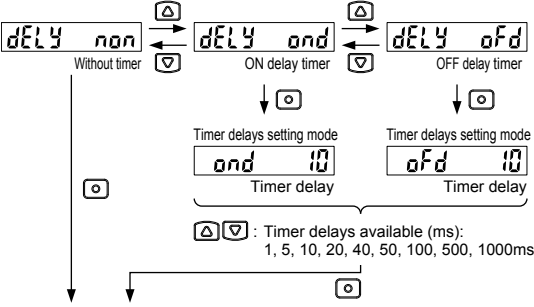 dELY non
dELY ond
dELY oFd
Without timer
ON delay timer
OFF delay timer
Timer delays setting mode
Timer delays setting mode
ond 10
oFd 10
Timer delay
Timer delay
: Timer delays available (ms):
1, 5, 10, 20, 40, 50, 100, 500, 1000ms